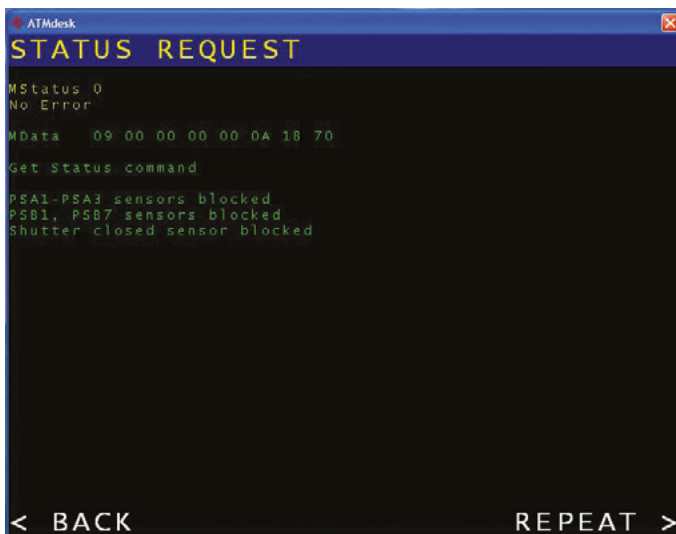 ATMdesk
STATUS REQUEST
MStatus 0
No Error
MData 09 00 00 00 00 0A 18 70
Get Status command
PSA1-PSA3 sensors blocked
PSB1, PSB7 sensors blocked
Shutter closed sensor blocked
< BACK REPEAT >